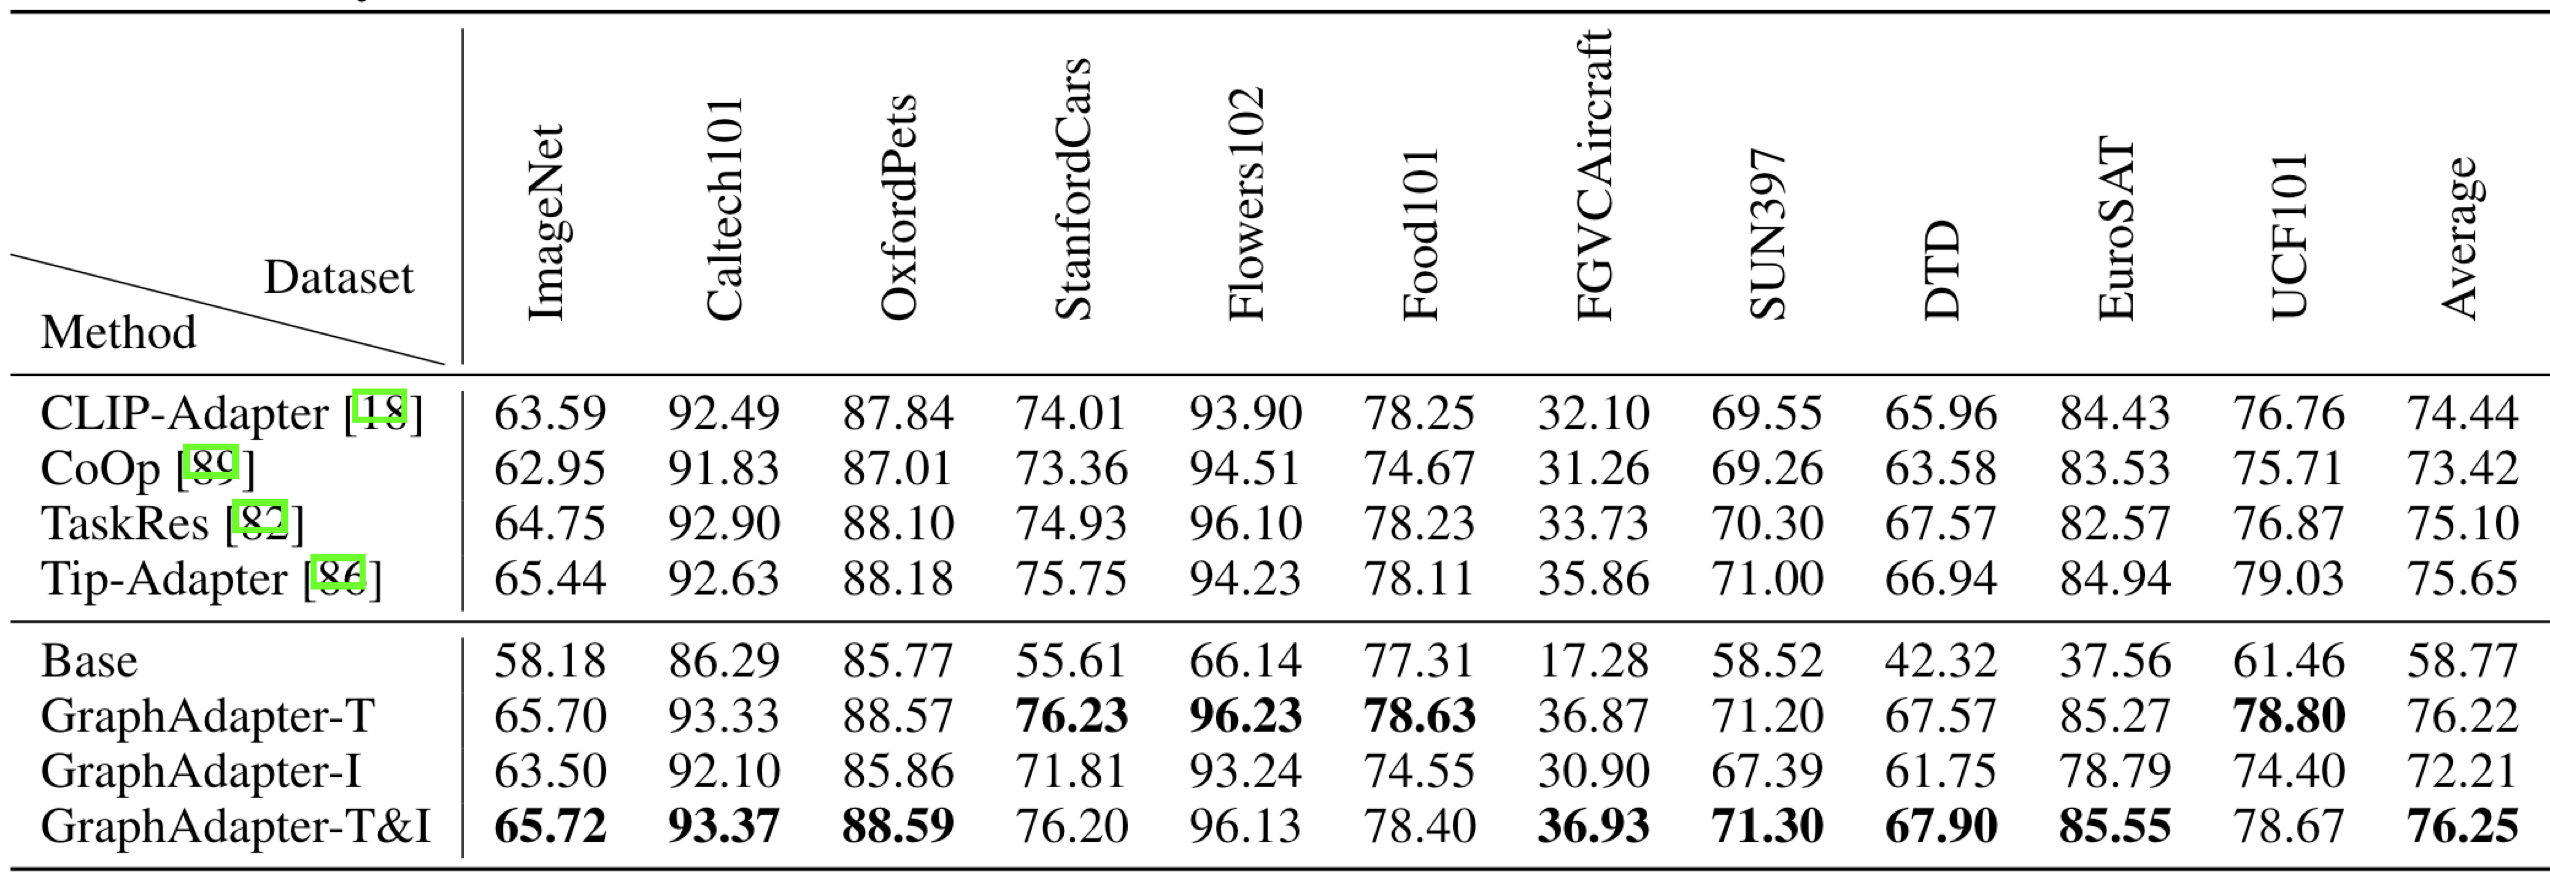 Dataset
Method
ImageNet Caltech101 OxfordPets StanfordCars Flowers102 Food101 FGVCAircraft SUN397 DTD EuroSAT UCF101 Average
CLIP-Adapter [18] 63.59 92.49 87.84 74.01 93.90 78.25 32.10 69.55 65.96 84.43 76.76 74.44
CoOp [89] 62.95 91.83 87.01 73.36 94.51 74.67 31.26 69.26 63.58 83.53 75.71 73.42
TaskRes [82] 64.75 92.90 88.10 74.93 96.10 78.23 33.73 70.30 67.57 82.57 76.87 75.10
Tip-Adapter [86] 65.44 92.63 88.18 75.75 94.23 78.11 35.86 71.00 66.94 84.94 79.03 75.65
Base 58.18 86.29 85.77 55.61 66.14 77.31 17.28 58.52 42.32 37.56 61.46 58.77
GraphAdapter-T 65.70 93.33 88.57 76.23 96.23 78.63 36.87 71.20 67.57 85.27 78.80 76.22
GraphAdapter-I 63.50 92.10 85.86 71.81 93.24 74.55 30.90 67.39 61.75 78.79 74.40 72.21
GraphAdapter-T&I 65.72 93.37 88.59 76.20 96.13 78.40 36.93 71.30 67.90 85.55 78.67 76.25